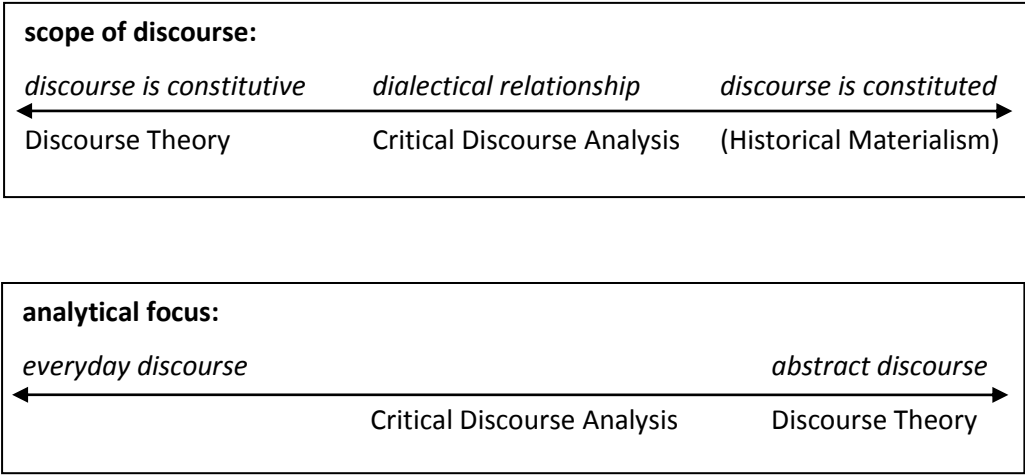 scope of discourse:
discourse is constitutive dialectical relationship discourse is constituted
Discourse Theory Critical Discourse Analysis (Historical Materialism)
analytical focus:
everyday discourse abstract discourse
Critical Discourse Analysis Discourse Theory